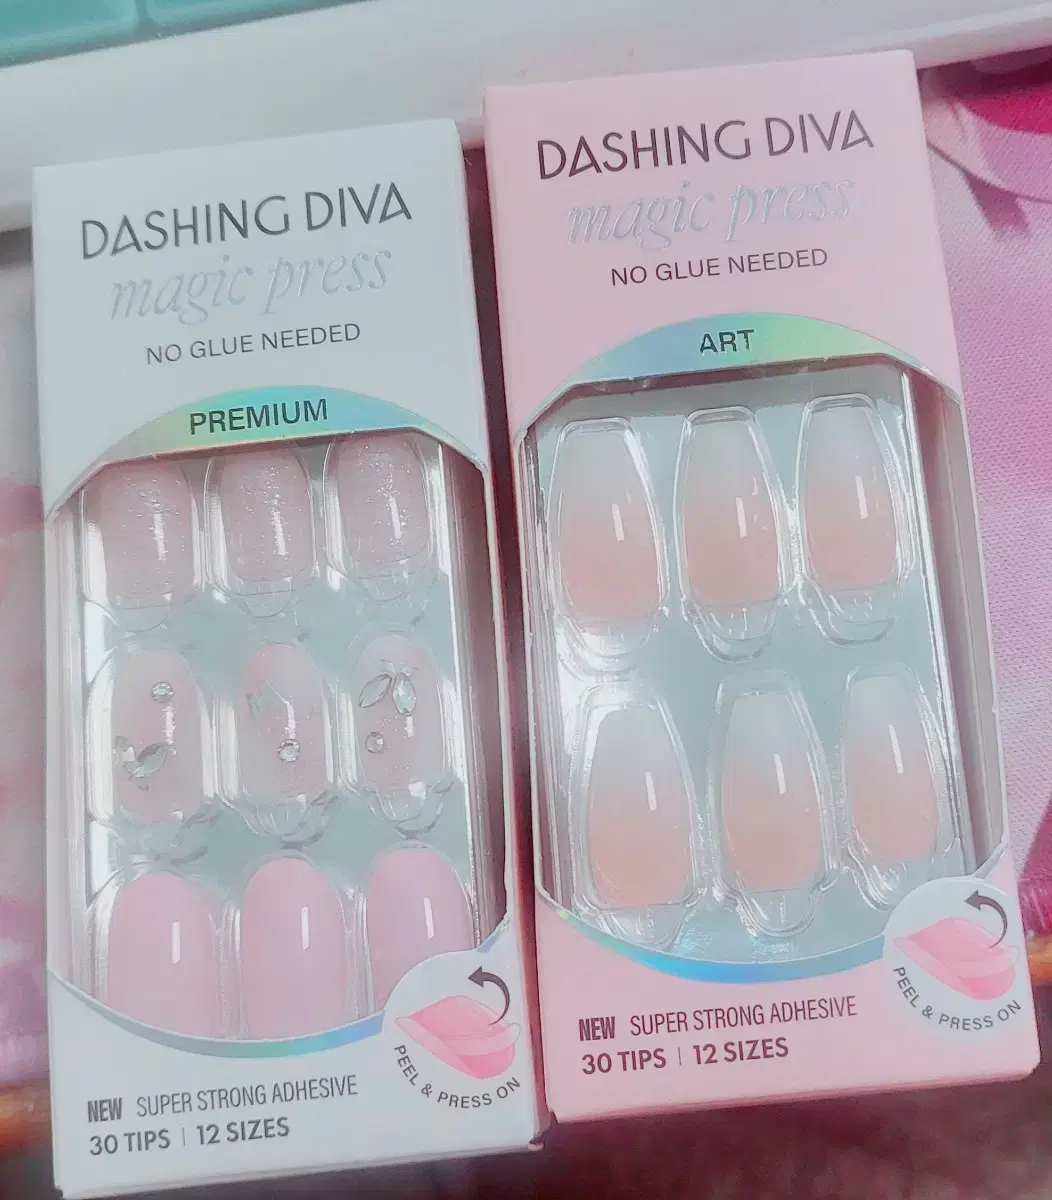 DASHING DIVA
magic press
NO GLUE NEEDED
PREMIUM
PEEL & PRESS ON
NEW SUPER STRONG ADHESIVE
30 TIPS | 12 SIZES
DASHING DIVA
magic press
NO GLUE NEEDED
ART
PEEL & PRESS ON
NEW SUPER STRONG ADHESIVE
30 TIPS | 12 SIZES